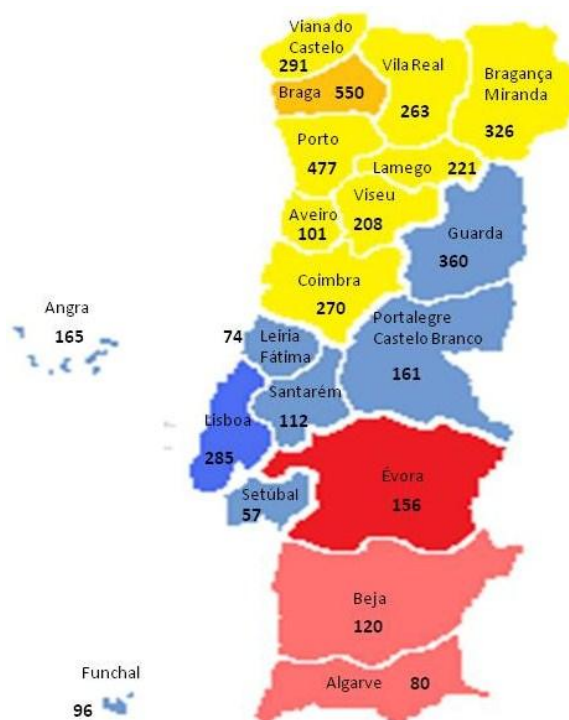 Viana do
Castelo
291
Vila Real
263
Bragança
Miranda
326
Braga 550
Porto
477
Lamego 221
Viseu
208
Aveiro
101
Guarda
360
Coimbra
270
Angra
165
74 Leiria
Fátima
Portalegre
Castelo Branco
161
Santarém
112
Lisboa
285
Évora
156
Setúbal
57
Beja
120
Funchal
96
Algarve 80